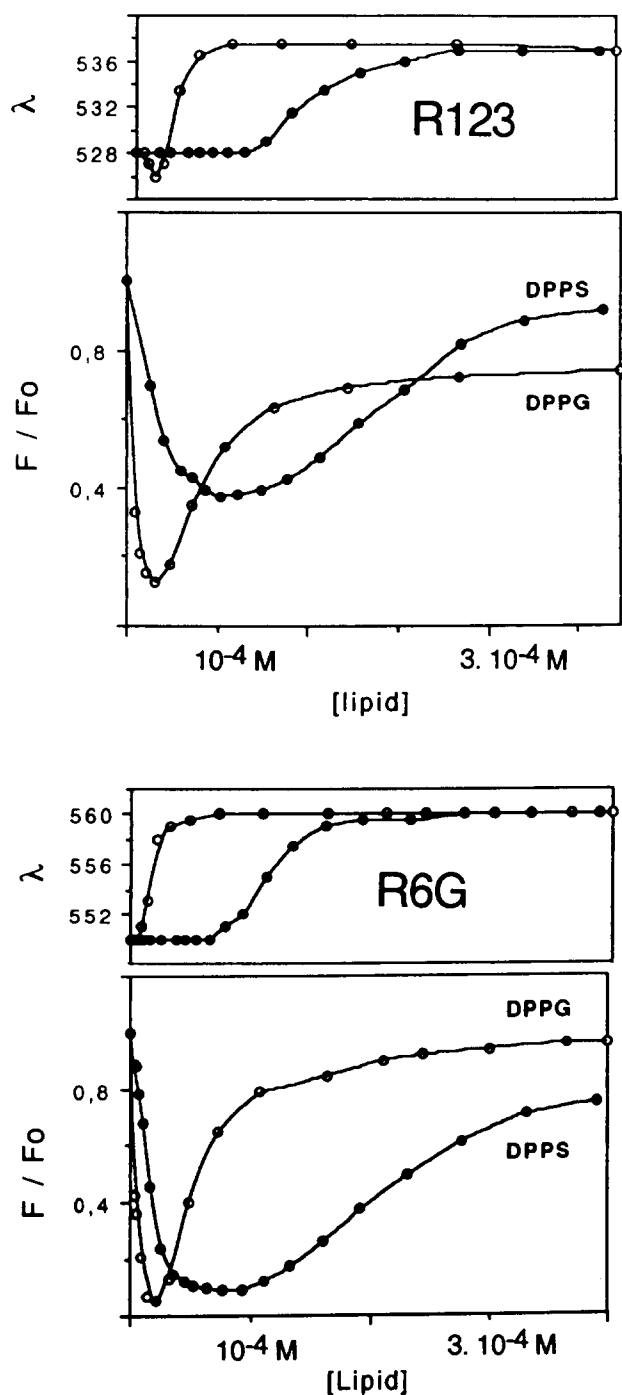 536
532
528
λ
R123
DPPS
DPPG
0,8
0,4
F / Fo
10⁻⁴ M
3. 10⁻⁴ M
[lipid]
560
556
552
λ
R6G
DPPG
DPPS
0,8
0,4
F / Fo
10⁻⁴ M
3. 10⁻⁴ M
[Lipid]